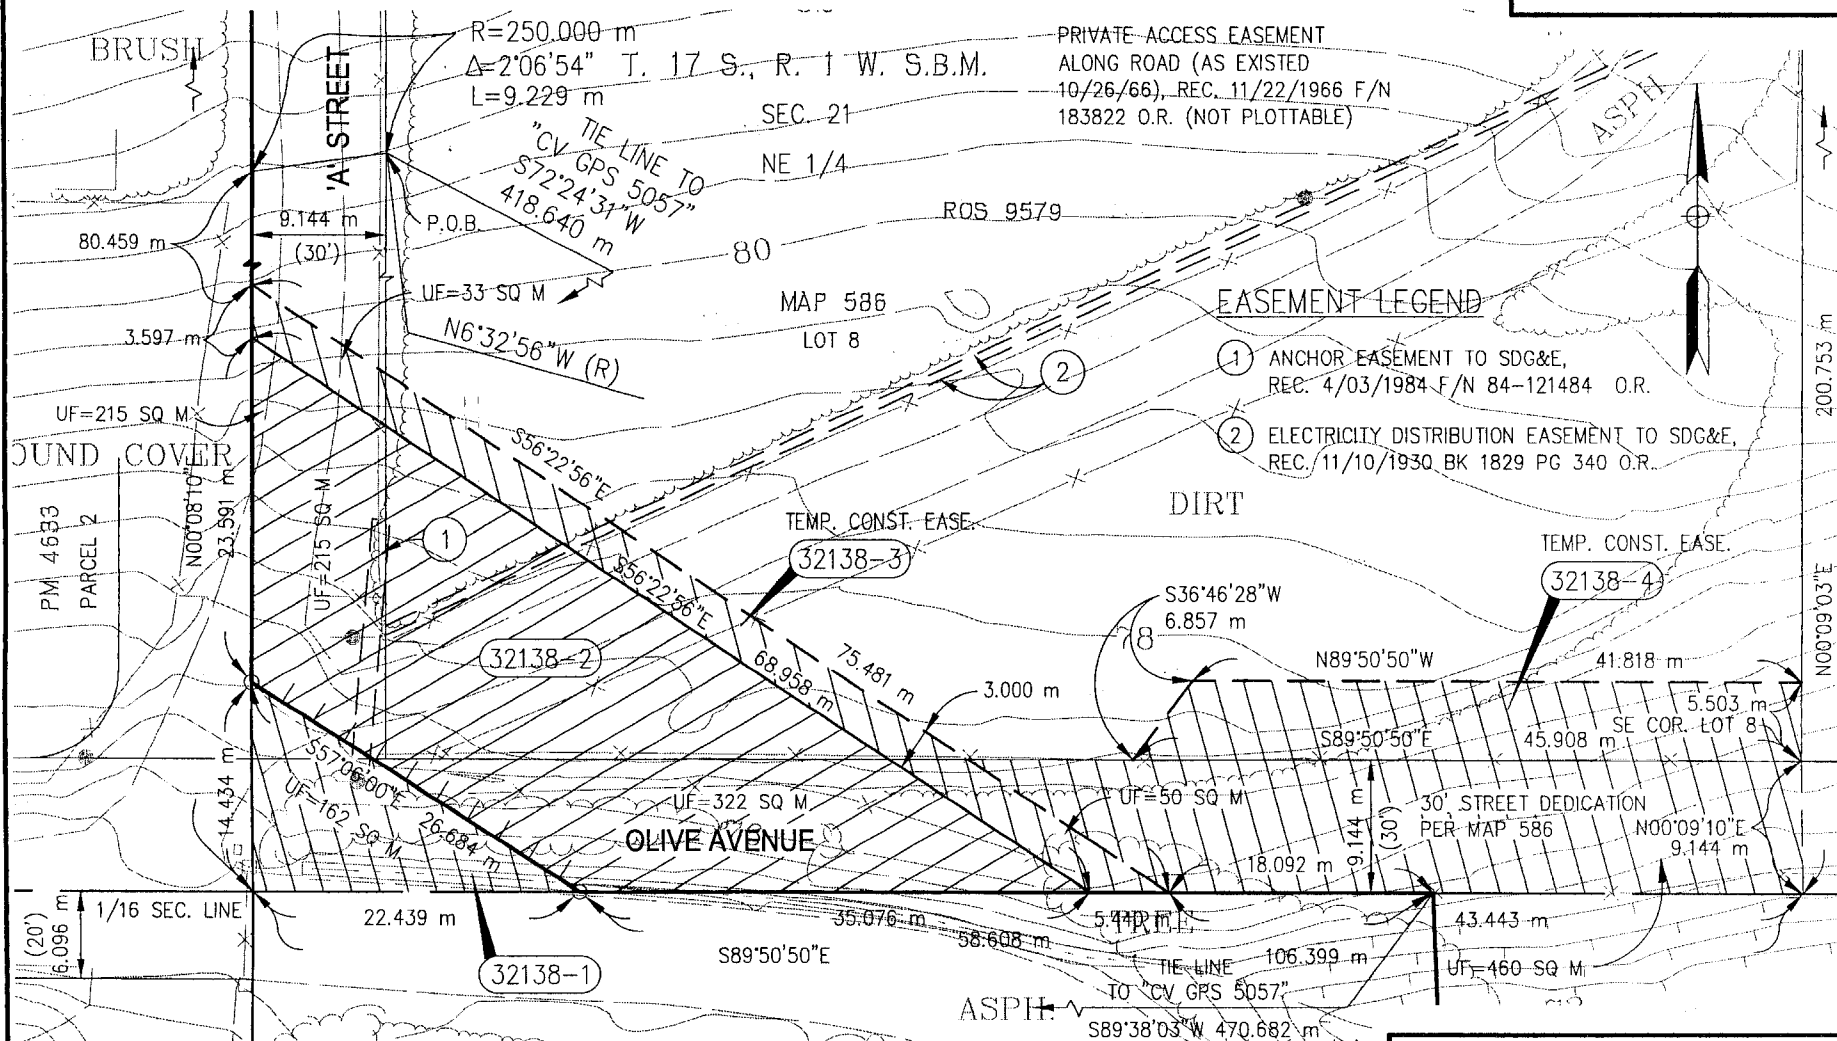 BRUSH
'A' STREET
R=250.000 m
Δ=2°06'54"
L=9.229 m
T. 17 S., R. 1 W. S.B.M.
SEC. 21
NE 1/4
PRIVATE ACCESS EASEMENT
ALONG ROAD (AS EXISTED
10/26/66), REC. 11/22/1966 F/N
183822 O.R. (NOT PLOTTABLE)
ASPH
TIE LINE TO
"CV GPS 5057"
S72°24'31"W
418.640 m
9.144 m
(30')
P.O.B.
80.459 m
80
ROS 9579
UF=33 SQ M
MAP 586
LOT 8
3.597 m
N6°32'56"W (R)
EASEMENT LEGEND
1 ANCHOR EASEMENT TO SDG&E,
REC. 4/03/1984 F/N 84-121484 O.R.
2 ELECTRICITY DISTRIBUTION EASEMENT TO SDG&E,
REC. 11/10/1930 BK 1829 PG 340 O.R.
2
200.753 m
N00°09'03"E
UF=215 SQ M
OUND COVER
PM 4633
PARCEL 2
N00°08'10"
23.591 m
UF=215 SQ M
1
S56°22'56"E
S56°22'56"E
75.481 m
68.958 m
TEMP. CONST. EASE.
32138-3
DIRT
TEMP. CONST. EASE.
32138-4
S36°46'28"W
6.857 m
78
32138-2
3.000 m
N89°50'50"W
41.818 m
5.503 m
SE COR. LOT 8
S89°50'50"E
45.908 m
14.434 m
S57°06'00"E
26.684 m
UF=162 SQ M
UF=322 SQ M
OLIVE AVENUE
UF=50 SQ M
9.144 m
(30')
30' STREET DEDICATION
PER MAP 586
N00°09'10"E
9.144 m
18.092 m
(20')
6.096 m
1/16 SEC. LINE
22.439 m
35.076 m
5.440 m
TREE
43.443 m
58.608 m
S89°50'50"E
106.399 m
32138-1
UF=460 SQ M
TIE LINE
TO "CV GPS 5057"
ASPH
S89°38'03"W 470.682 m